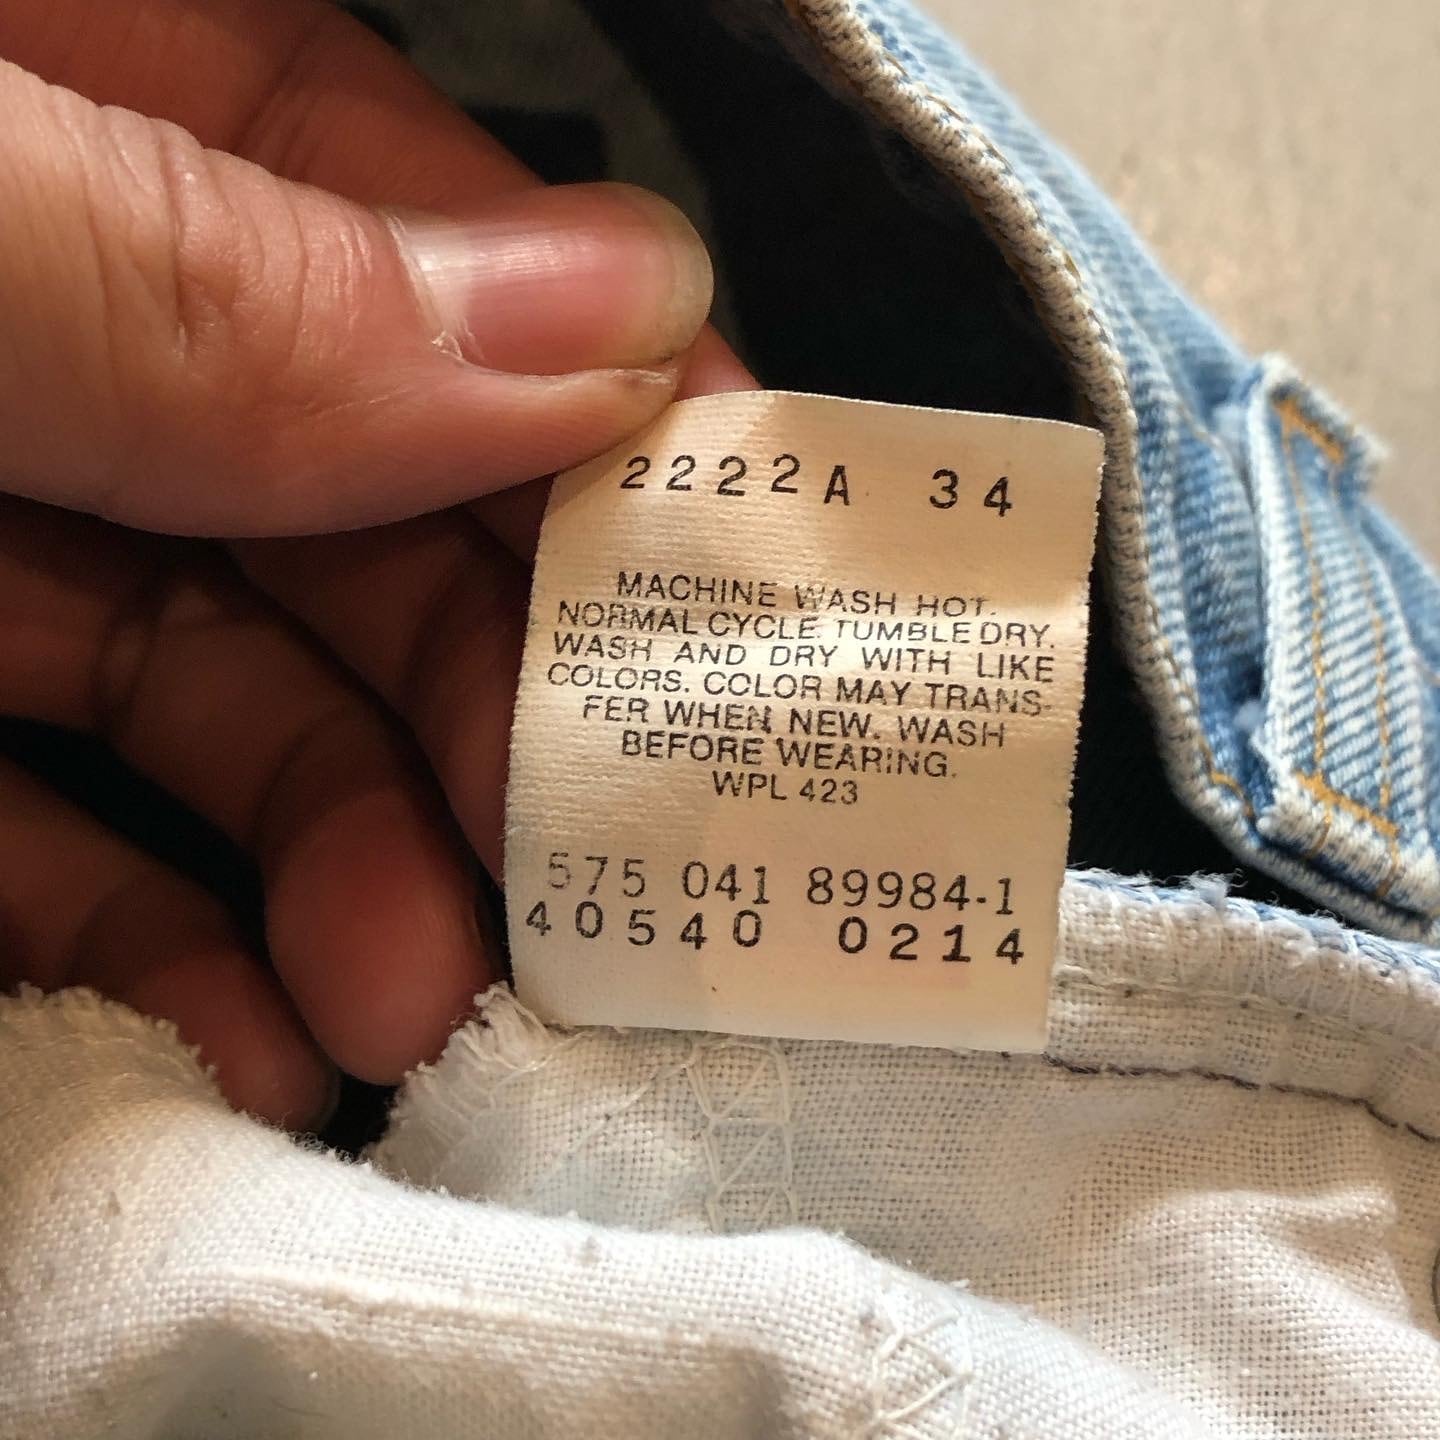 2222A 34
MACHINE WASH HOT.
NORMAL CYCLE. TUMBLE DRY.
WASH AND DRY WITH LIKE
COLORS. COLOR MAY TRANS-
FER WHEN NEW. WASH
BEFORE WEARING.
WPL 423
575 041 89984-1
40540 0214